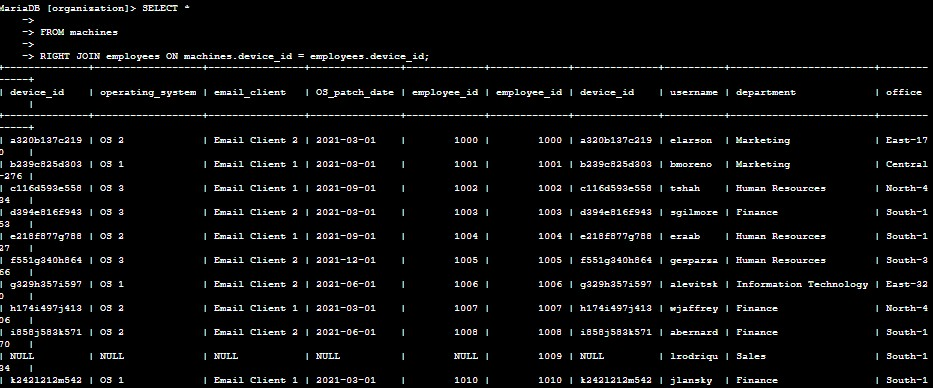 MariaDB [organization]> SELECT *
->
-> FROM machines
->
-> RIGHT JOIN employees ON machines.device_id = employees.device_id;
+--------------+------------------+----------------+---------------+-------------+-------------+--------------+----------+------------------------+--------
-----+
| device_id | operating_system | email_client | OS_patch_date | employee_id | employee_id | device_id | username | department | office
|
+--------------+------------------+----------------+---------------+-------------+-------------+--------------+----------+------------------------+--------
-----+
| a320b137c219 | OS 2 | Email Client 2 | 2021-03-01 | 1000 | 1000 | a320b137c219 | elarson | Marketing | East-17
0 |
| b239c825d303 | OS 1 | Email Client 1 | 2021-03-01 | 1001 | 1001 | b239c825d303 | bmoreno | Marketing | Central
-276 |
| c116d593e558 | OS 3 | Email Client 1 | 2021-09-01 | 1002 | 1002 | c116d593e558 | tshah | Human Resources | North-4
34 |
| d394e816f943 | OS 3 | Email Client 2 | 2021-03-01 | 1003 | 1003 | d394e816f943 | sgilmore | Finance | South-1
53 |
| e218f877g788 | OS 2 | Email Client 1 | 2021-09-01 | 1004 | 1004 | e218f877g788 | eraab | Human Resources | South-1
27 |
| f551g340h864 | OS 3 | Email Client 2 | 2021-12-01 | 1005 | 1005 | f551g340h864 | gesparza | Human Resources | South-3
66 |
| g329h357i597 | OS 1 | Email Client 2 | 2021-06-01 | 1006 | 1006 | g329h357i597 | alevitsk | Information Technology | East-32
0 |
| h174i497j413 | OS 2 | Email Client 1 | 2021-03-01 | 1007 | 1007 | h174i497j413 | wjaffrey | Finance | North-4
06 |
| i858j583k571 | OS 2 | Email Client 2 | 2021-06-01 | 1008 | 1008 | i858j583k571 | abernard | Finance | South-1
70 |
| NULL | NULL | NULL | NULL | NULL | 1009 | NULL | lrodriqu | Sales | South-1
34 |
| k242l212m542 | OS 1 | Email Client 1 | 2021-03-01 | 1010 | 1010 | k242l212m542 | jlansky | Finance | South-1